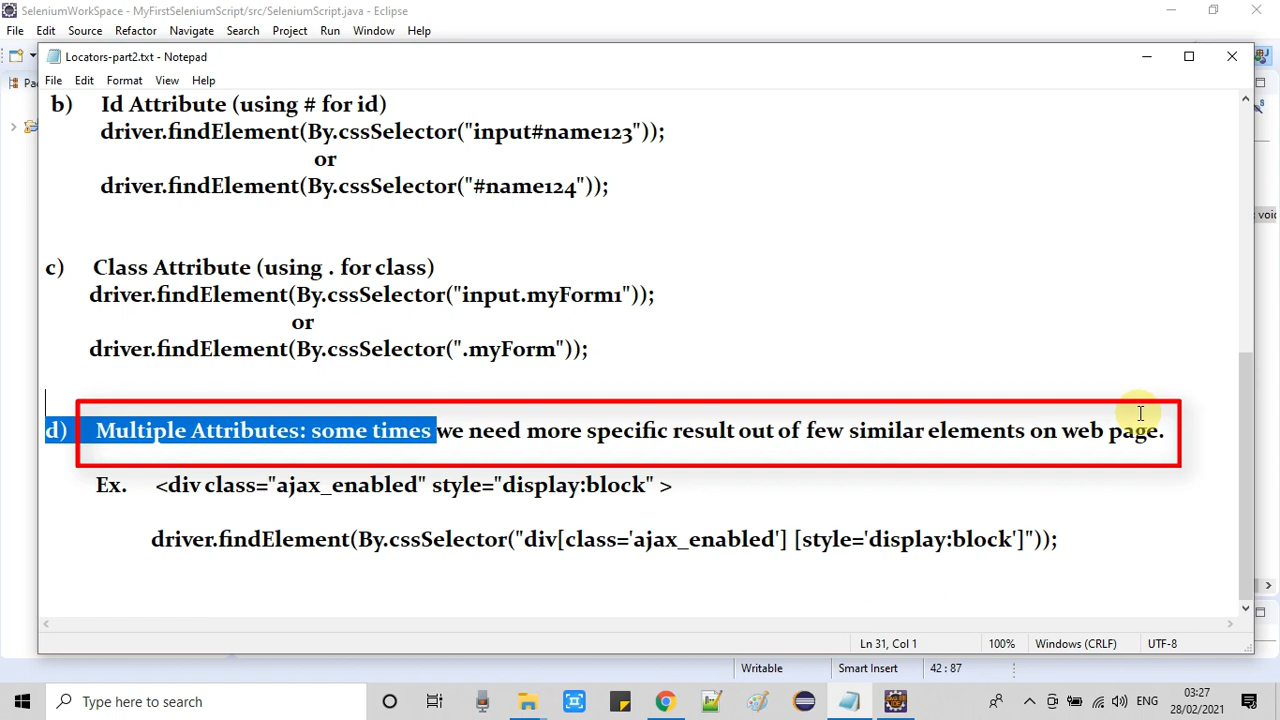 SeleniumWorkSpace - MyFirstSeleniumScript/src/SeleniumScript.java - Eclipse
File Edit Source Refactor Navigate Search Project Run Window Help
Locators-part2.txt - Notepad
File Edit Format View Help
b) Id Attribute (using # for id)
driver.findElement(By.cssSelector("input#name123"));
or
driver.findElement(By.cssSelector("#name124"));
c) Class Attribute (using . for class)
driver.findElement(By.cssSelector("input.myForm1"));
or
driver.findElement(By.cssSelector(".myForm"));
d) Multiple Attributes: some times we need more specific result out of few similar elements on web page.
Ex. <div class="ajax_enabled" style="display:block" >
driver.findElement(By.cssSelector("div[class='ajax_enabled'] [style='display:block']"));
Ln 31, Col 1 100% Windows (CRLF) UTF-8
Writable Smart Insert 42 : 87
Type here to search
ENG
03:27
28/02/2021